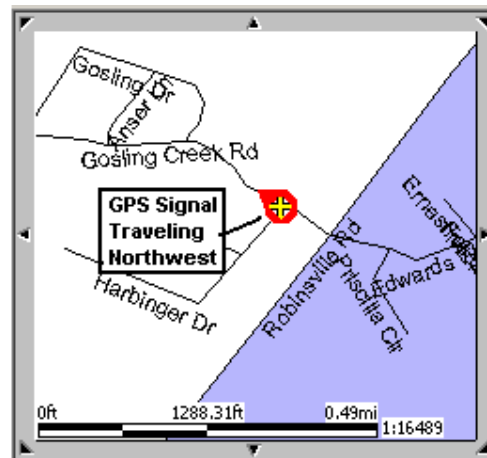 Gosling Dr
Anser Ln
Gosling Creek Rd
GPS Signal
Traveling
Northwest
Harbinger Dr
Robinsville Rd
Priscilla Cir
Edwards
0ft
1288.31ft
0.49mi
1:16489